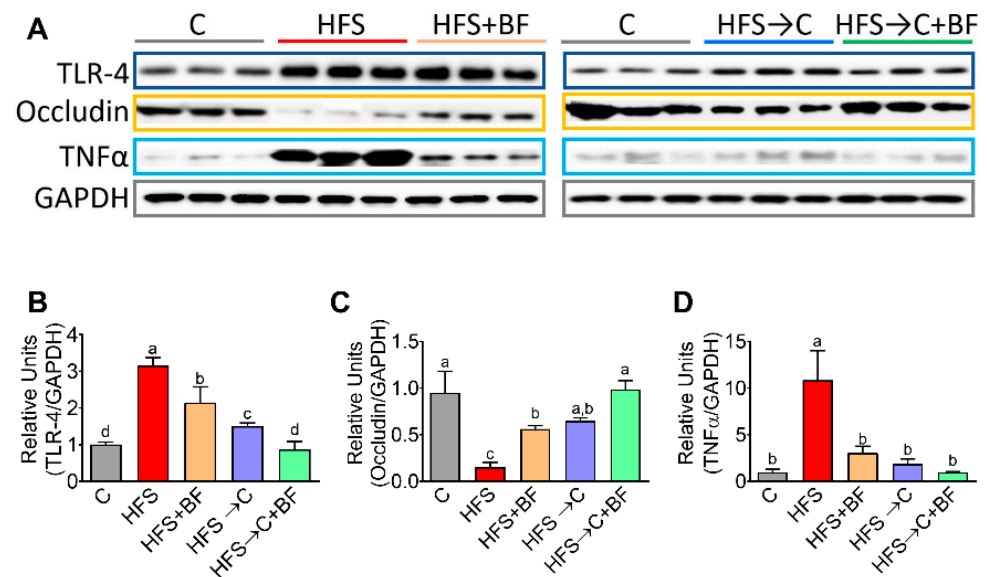 A
C HFS HFS+BF C HFS→C HFS→C+BF
TLR-4
Occludin
TNFα
GAPDH
B
Relative Units
(TLR-4/GAPDH)
4
3
2
1
0
d a b c d
C HFS HFS+BF HFS →C HFS→C+BF
C
Relative Units
(Occludin/GAPDH)
1.5
1.0
0.5
0.0
a c b a,b a
C HFS HFS+BF HFS →C HFS→C+BF
D
Relative Units
(TNFα/GAPDH)
15
10
5
0
b a b b b
C HFS HFS+BF HFS→C HFS→C+BF